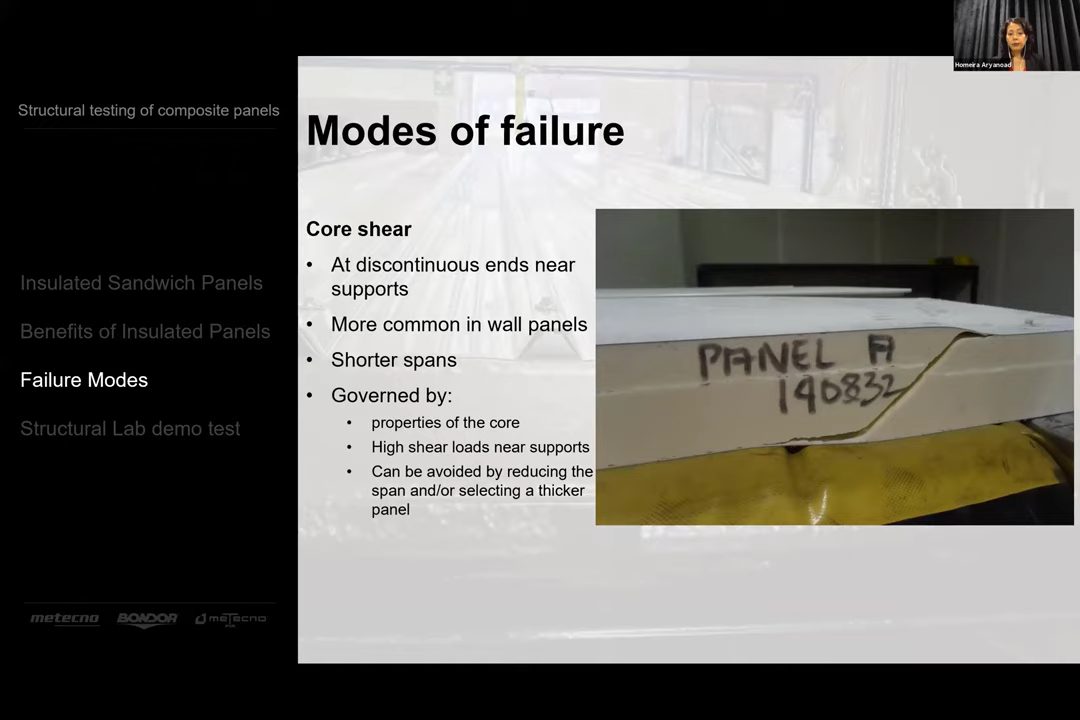 Homeira Aryanoad
Structural testing of composite panels
Modes of failure
Core shear
• At discontinuous ends near
supports
• More common in wall panels
• Shorter spans
• Governed by:
• properties of the core
• High shear loads near supports
• Can be avoided by reducing the
span and/or selecting a thicker
panel
PANEL A
140832
Insulated Sandwich Panels
Benefits of Insulated Panels
Failure Modes
Structural Lab demo test
metecno
BONDOR
metecno